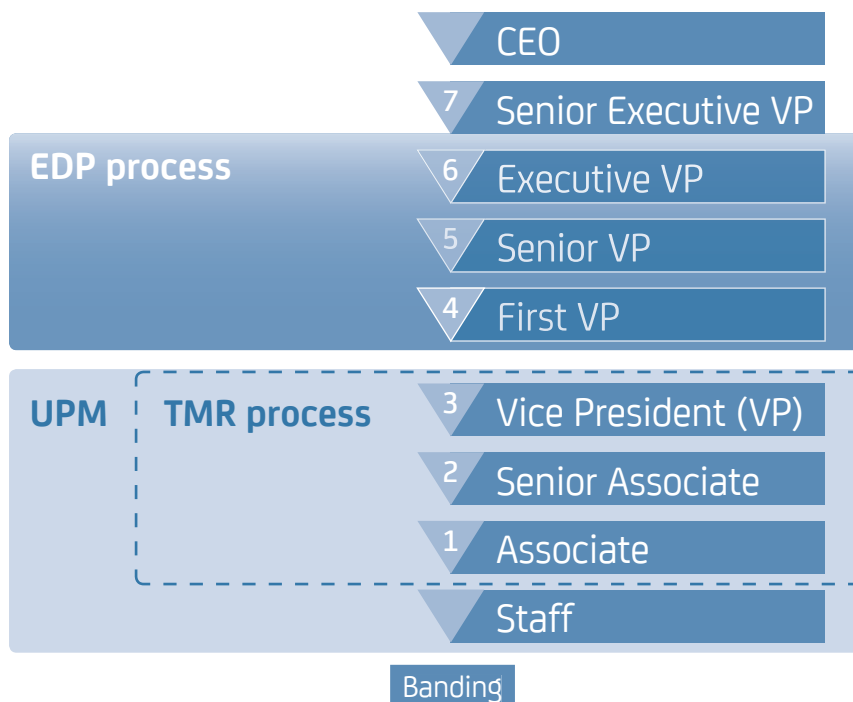 CEO
7 Senior Executive VP
EDP process 6 Executive VP
5 Senior VP
4 First VP
UPM TMR process 3 Vice President (VP)
2 Senior Associate
1 Associate
Staff
Banding